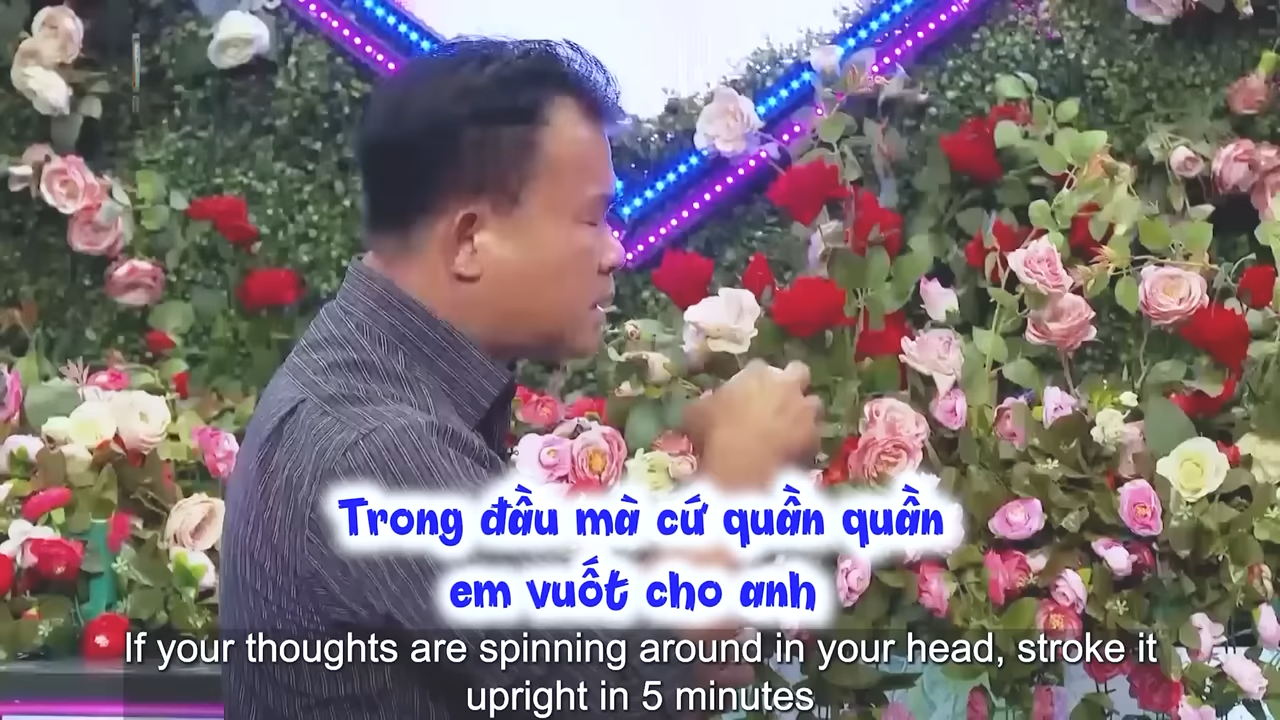 Trong đầu mà cứ quần quần
em vuốt cho anh
If your thoughts are spinning around in your head, stroke it
upright in 5 minutes